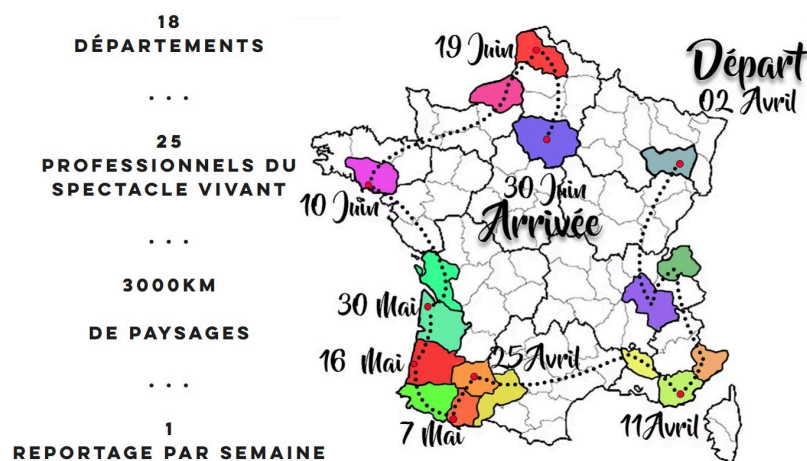 18
DÉPARTEMENTS
...
25
PROFESSIONNELS DU
SPECTACLE VIVANT
...
3000KM
DE PAYSAGES
...
1
REPORTAGE PAR SEMAINE
19 Juin
Départ
02 Avril
10 Juin
30 Juin
Arrivée
30 Mai
16 Mai
25 Avril
7 Mai
11 Avril